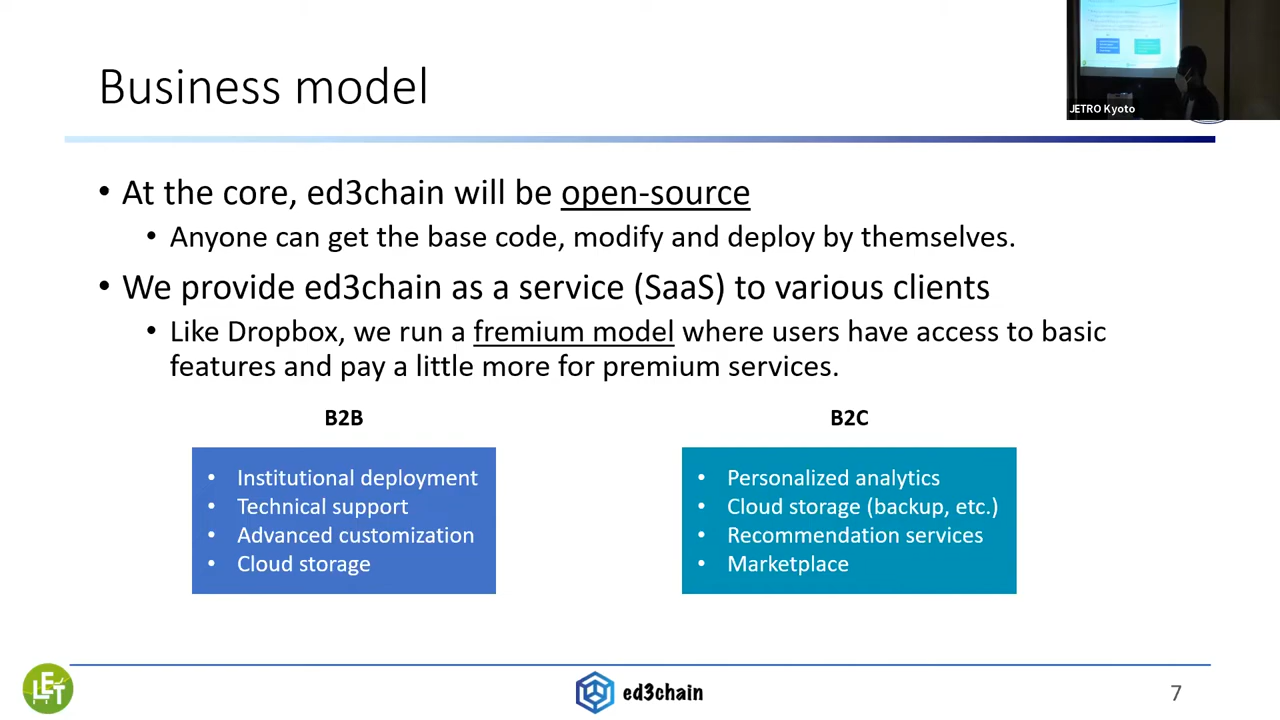 JETRO Kyoto
Business model
• At the core, ed3chain will be open-source
• Anyone can get the base code, modify and deploy by themselves.
• We provide ed3chain as a service (SaaS) to various clients
• Like Dropbox, we run a fremium model where users have access to basic
features and pay a little more for premium services.
B2B
• Institutional deployment
• Technical support
• Advanced customization
• Cloud storage
B2C
• Personalized analytics
• Cloud storage (backup, etc.)
• Recommendation services
• Marketplace
LET
ed3chain
7